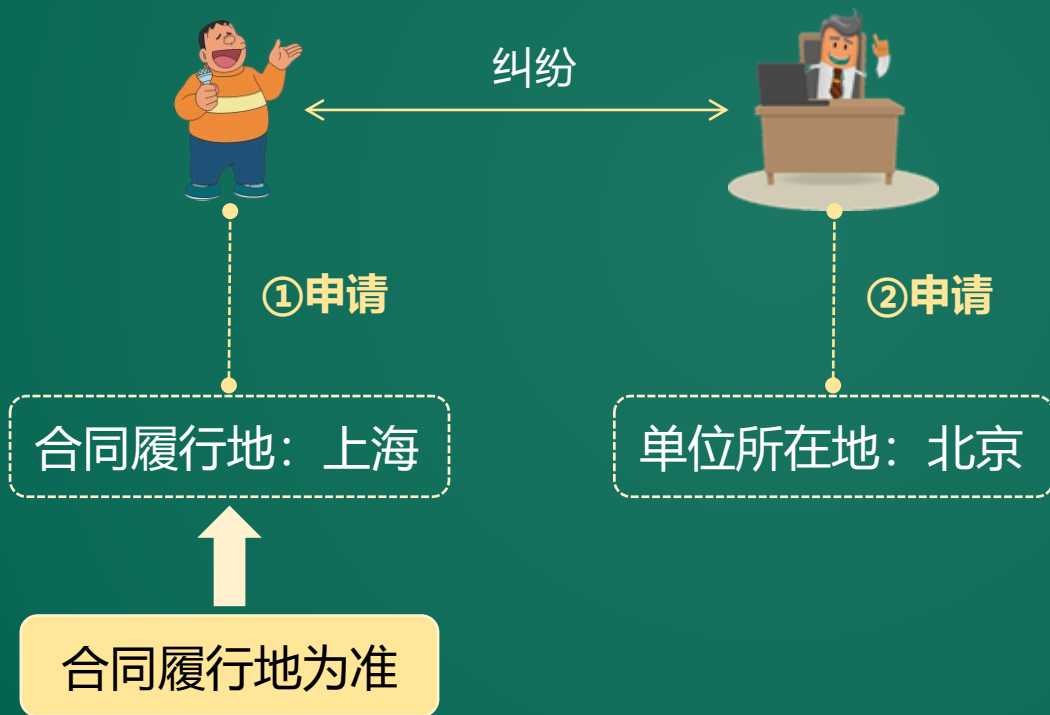 纠纷
①申请
②申请
合同履行地：上海
单位所在地：北京
合同履行地为准